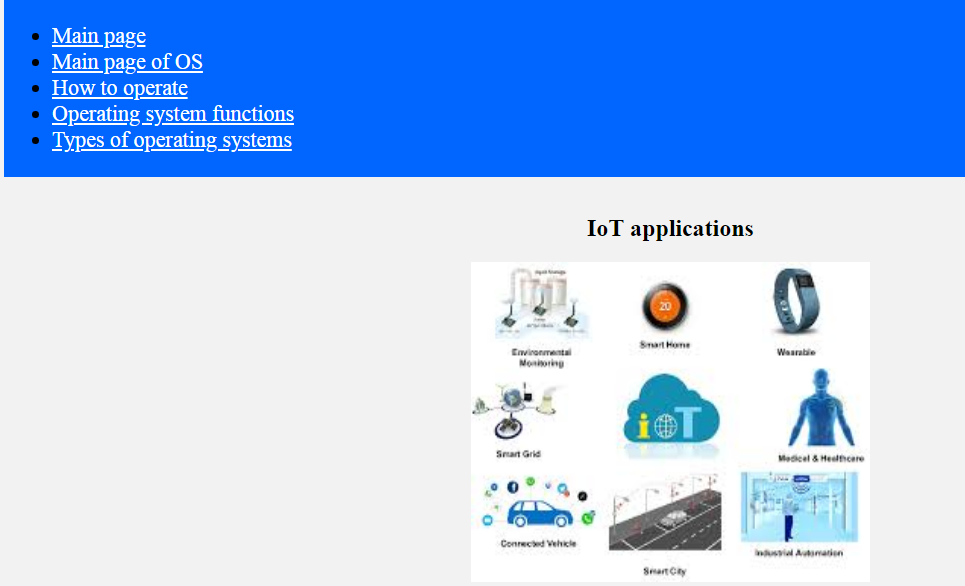 Main page
Main page of OS
How to operate
Operating system functions
Types of operating systems
IoT applications
20
Environmental
Monitoring
Smart Home
Wearable
Smart Grid
iOT
Medical & Healthcare
Connected Vehicle
Smart City
Industrial Automation